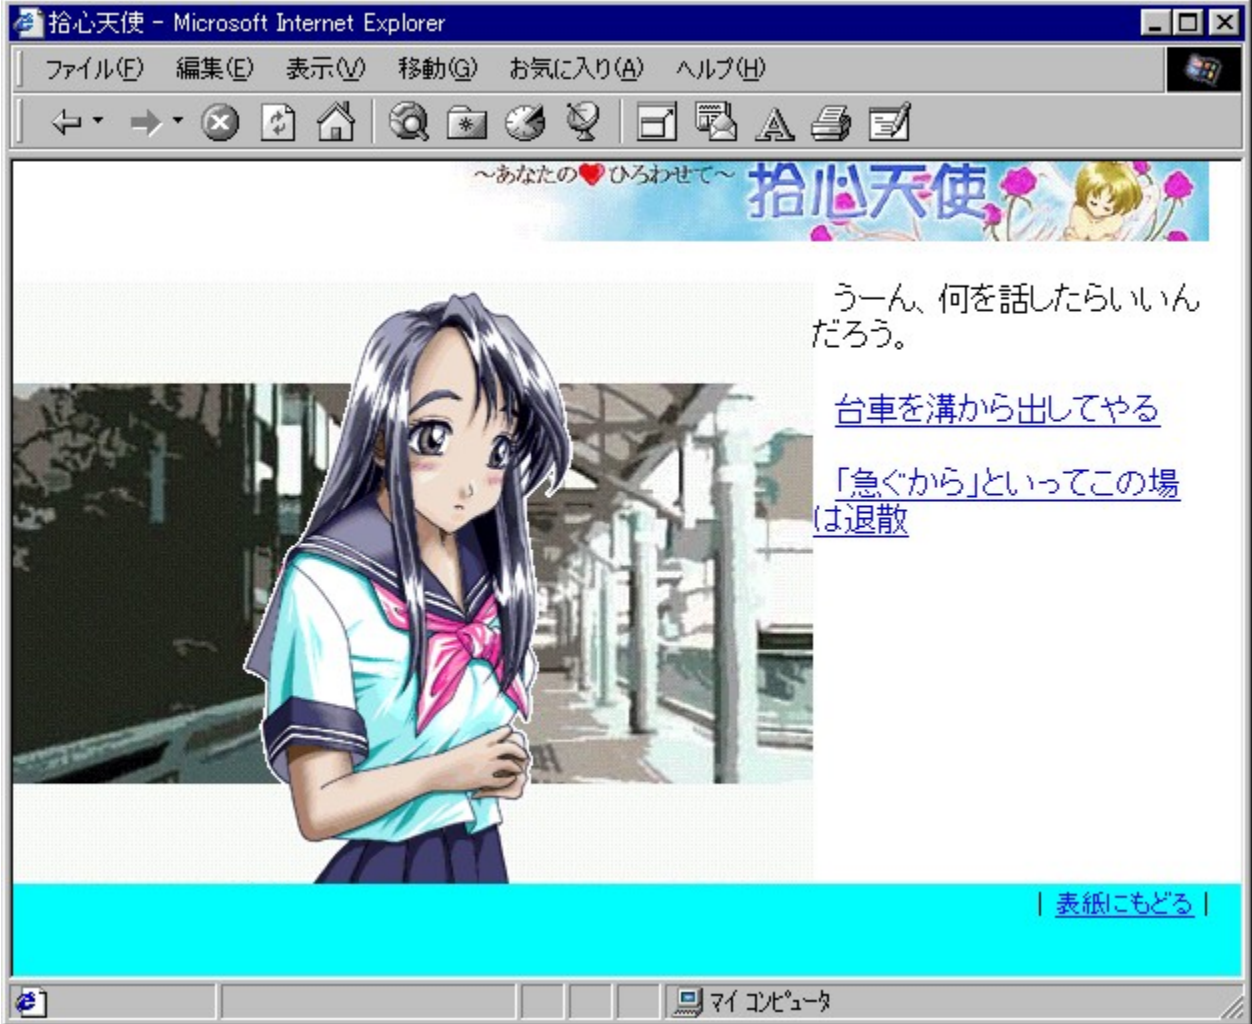 拾心天使 - Microsoft Internet Explorer
ファイル(F) 編集(E) 表示(V) 移動(G) お気に入り(A) ヘルプ(H)
～あなたの♥ひろわせて～ 拾心天使
うーん、何を話したらいいん
だろう。
台車を溝から出してやる
「急ぐから」といってこの場
は退散
| 表紙にもどる |
マイ コンピュータ